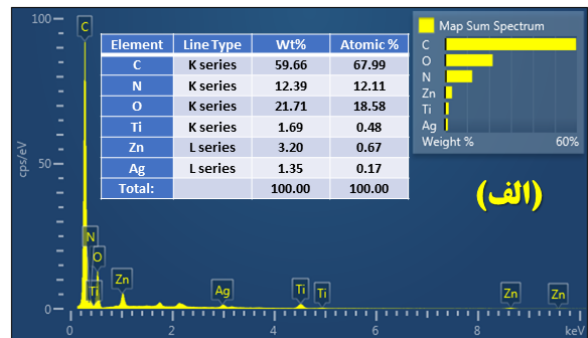 100
50
0
cps/eV
C
N
O
Ti
Zn
Ag
Ti
Ti
Zn
Zn
0 2 4 6 8 keV
Element Line Type Wt% Atomic %
C K series 59.66 67.99
N K series 12.39 12.11
O K series 21.71 18.58
Ti K series 1.69 0.48
Zn L series 3.20 0.67
Ag L series 1.35 0.17
Total: 100.00 100.00
Map Sum Spectrum
C
O
N
Zn
Ti
Ag
Weight % 60%
(الف)